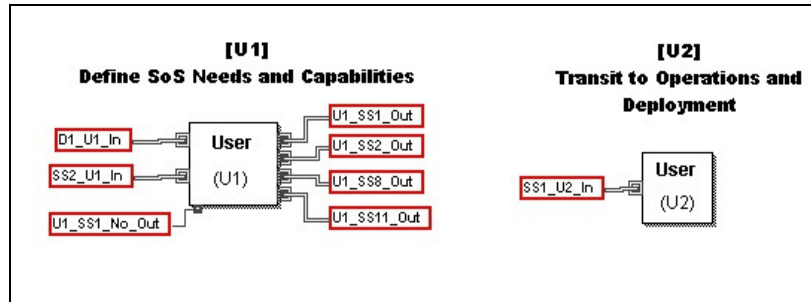 [U1]
Define SoS Needs and Capabilities
D1_U1_In
SS2_U1_In
U1_SS1_No_Out
User
(U1)
U1_SS1_Out
U1_SS2_Out
U1_SS8_Out
U1_SS11_Out
[U2]
Transit to Operations and
Deployment
SS1_U2_In
User
(U2)